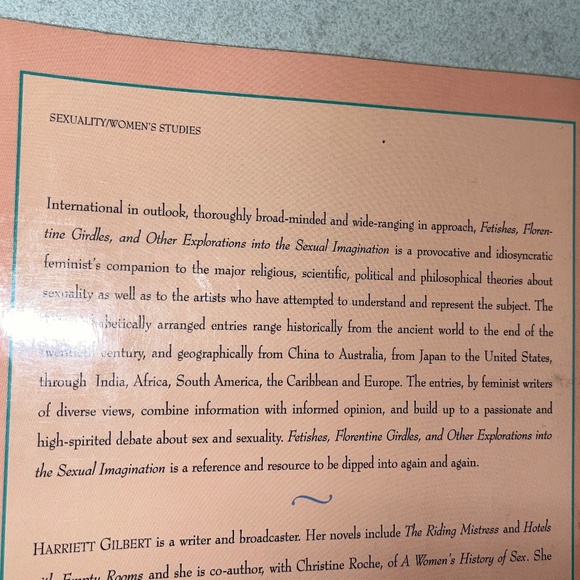 SEXUALITY/WOMEN'S STUDIES
International in outlook, thoroughly broad-minded and wide-ranging in approach, Fetishes, Floren-
tine Girdles, and Other Explorations into the Sexual Imagination is a provocative and idiosyncratic
feminist's companion to the major religious, scientific, political and philosophical theories about
sexuality as well as to the artists who have attempted to understand and represent the subject. The
arranged entries range historically from the ancient world to the end of the
twentieth century, and geographically from China to Australia, from Japan to the United States,
through India, Africa, South America, the Caribbean and Europe. The entries, by feminist writers
of diverse views, combine information with informed opinion, and build up to a passionate and
high-spirited debate about sex and sexuality. Fetishes, Florentine Girdles, and Other Explorations into
the Sexual Imagination is a reference and resource to be dipped into again and again.
HARRIETT GILBERT is a writer and broadcaster. Her novels include The Riding Mistress and Hotels
with Empty Rooms and she is co-author, with Christine Roche, of A Women's History of Sex. She